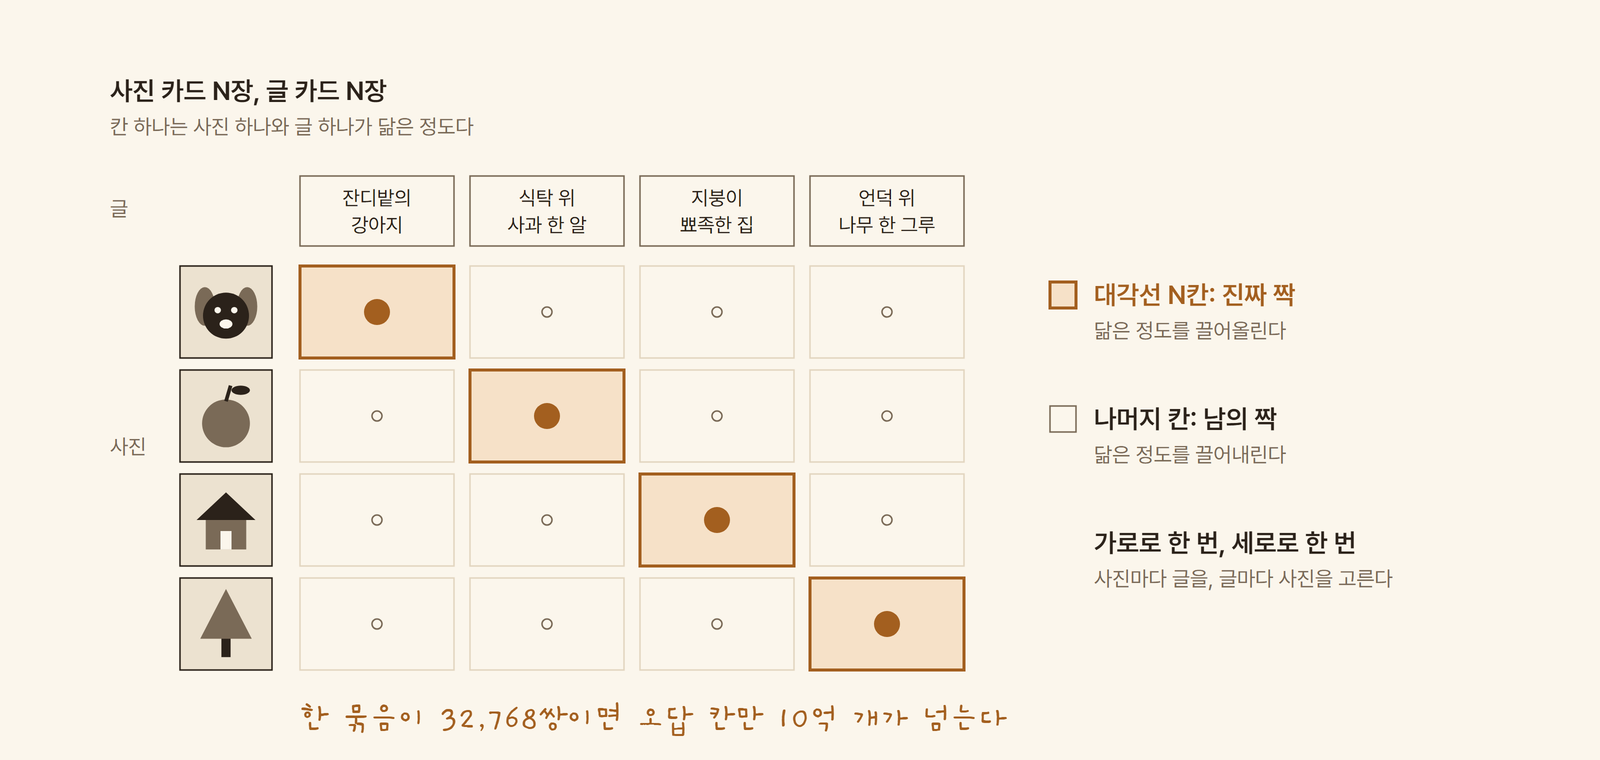 사진 카드 N장, 글 카드 N장
칸 하나는 사진 하나와 글 하나가 닮은 정도다
글
잔디밭의
강아지
식탁 위
사과 한 알
지붕이
뾰족한 집
언덕 위
나무 한 그루
사진
대각선 N칸: 진짜 짝
닮은 정도를 끌어올린다
나머지 칸: 남의 짝
닮은 정도를 끌어내린다
가로로 한 번, 세로로 한 번
사진마다 글을, 글마다 사진을 고른다
한 묶음이 32,768쌍이면 오답 칸만 10억 개가 넘는다